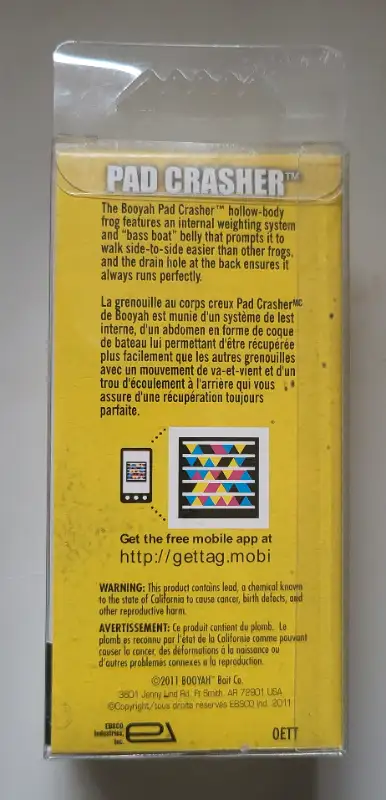 PAD CRASHER™
The Booyah Pad Crasher™ hollow-body
frog features an internal weighting system
and "bass boat" belly that prompts it to
walk side-to-side easier than other frogs,
and the drain hole at the back ensures it
always runs perfectly.
La grenouille au corps creux Pad Crasher MC
de Booyah est munie d'un système de lest
interne, d'un abdomen en forme de coque
de bateau lui permettant d'être récupérée
plus facilement que les autres grenouilles
avec un mouvement de va-et-vient et d'un
trou d'écoulement à l'arrière qui vous
assure d'une récupération toujours
parfaite.
Get the free mobile app at
http://gettag.mobi
WARNING: This product contains lead, a chemical known
to the state of California to cause cancer, birth defects, and
other reproductive harm.
AVERTISSEMENT: Ce produit contient du plomb. Le
plomb es reconnu par l'état de la Californie comme pouvant
causer la cancer, des déformations à la naissance ou
d'autres problemès connexes a la reproduction.
©2011 BOOYAH™ Bait Co.
3601 Jenny Lind Rd. Ft Smith, AR 72901 USA
©Copyright/tous droits réservés EBSCO Ind. 2011
EBSCO
Industries,
Inc.
OETT